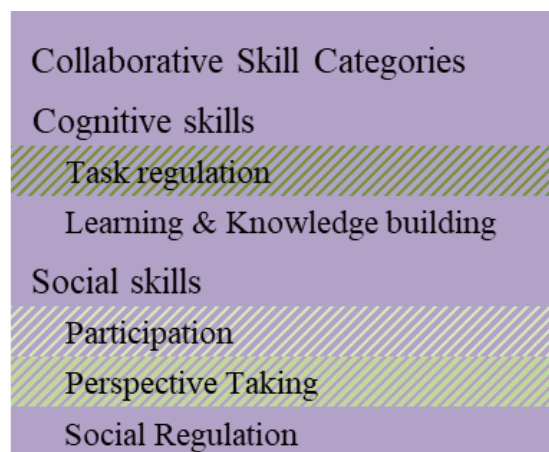 Collaborative Skill Categories
Cognitive skills
Task regulation
Learning & Knowledge building
Social skills
Participation
Perspective Taking
Social Regulation